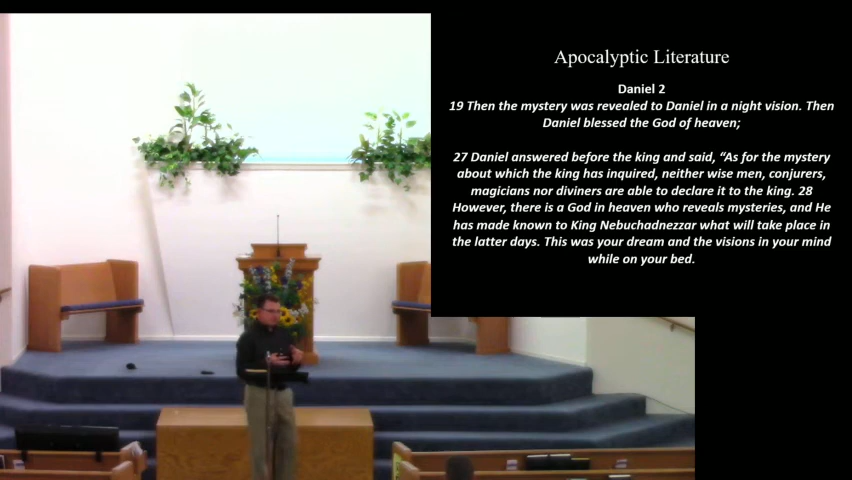 Apocalyptic Literature
Daniel 2
19 Then the mystery was revealed to Daniel in a night vision. Then
Daniel blessed the God of heaven;
27 Daniel answered before the king and said, “As for the mystery
about which the king has inquired, neither wise men, conjurers,
magicians nor diviners are able to declare it to the king. 28
However, there is a God in heaven who reveals mysteries, and He
has made known to King Nebuchadnezzar what will take place in
the latter days. This was your dream and the visions in your mind
while on your bed.